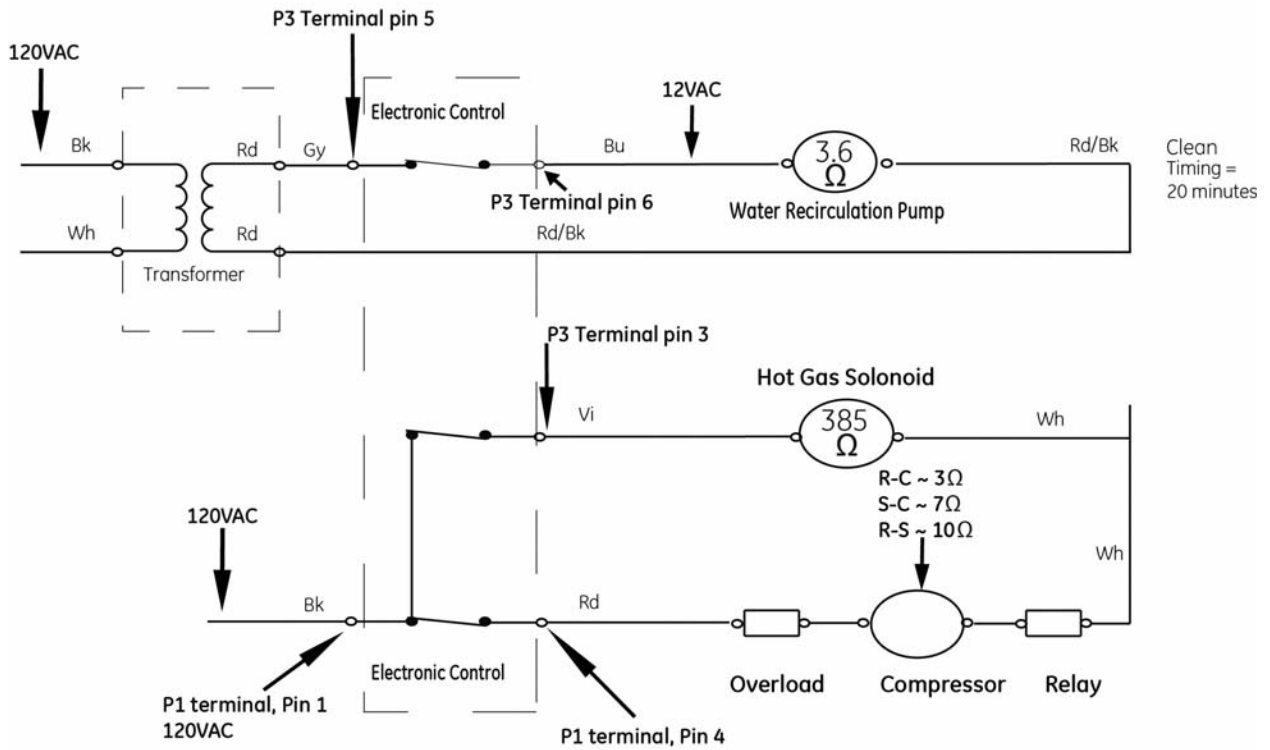 P3 Terminal pin 5
120VAC
Electronic Control
12VAC
Bk
Rd
Gy
Bu
3.6
Ω
Rd/Bk
Clean
Timing =
20 minutes
P3 Terminal pin 6
Water Recirculation Pump
Wh
Rd
Rd/Bk
Transformer
P3 Terminal pin 3
Hot Gas Solonoid
Vi
385
Ω
Wh
R-C ~ 3Ω
S-C ~ 7Ω
R-S ~ 10Ω
120VAC
Wh
Bk
Rd
Electronic Control
Overload
Compressor
Relay
P1 terminal, Pin 1
120VAC
P1 terminal, Pin 4